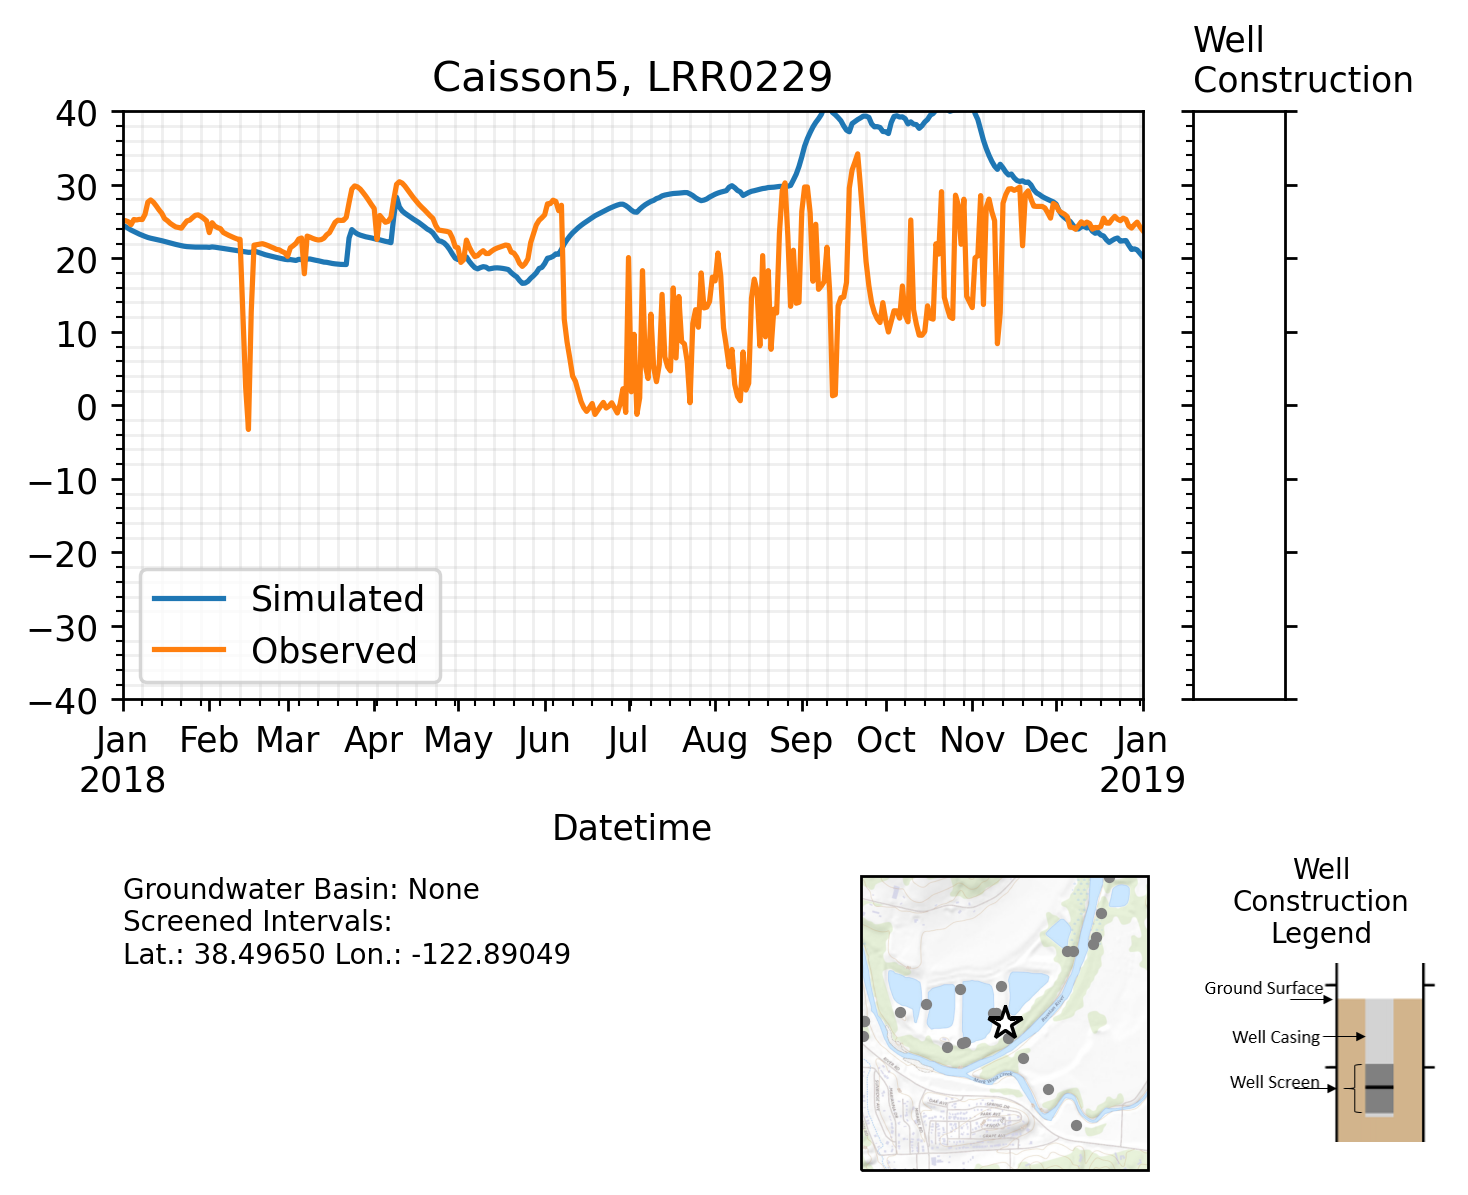 Caisson5, LRR0229
Well
Construction
40
30
20
10
0
−10
−20
−30
−40
Simulated
Observed
Jan Feb Mar Apr May Jun Jul Aug Sep Oct Nov Dec Jan
2018 2019
Datetime
Groundwater Basin: None
Screened Intervals:
Lat.: 38.49650 Lon.: -122.89049
Well
Construction
Legend
Ground Surface
Well Casing
Well Screen